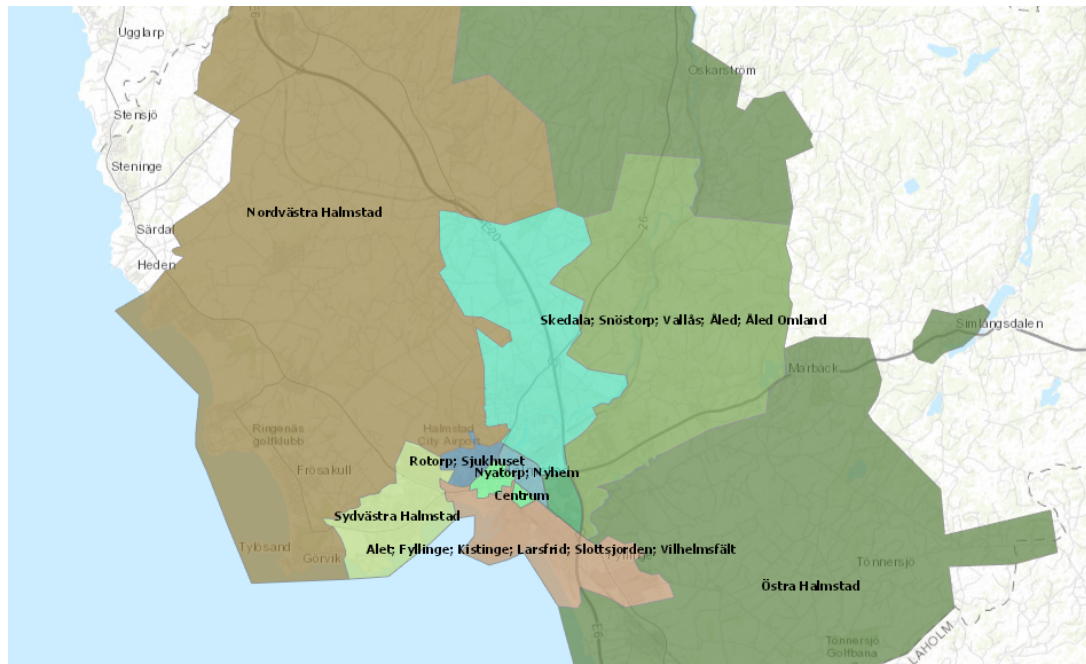 E6
Ugglarp
Oskarström
Stensjö
Steninge
Nordvästra Halmstad
Särdal
E20
26
Heden
Skedala; Snöstorp; Vallås; Åled; Åled Omland
Simlångsdalen
Marbäck
Ringenäs
golfklubb
Halmstad
City Airport
Frösakull
Rotorp; Sjukhuset
Nyatorp; Nyhem
Centrum
Sydvästra Halmstad
Tylösand
Görvik
Alet; Fyllinge; Kistinge; Larsfrid; Slottsjorden; Vilhelmsfält
Tönnersjö
Östra Halmstad
E6
Tönnersjö
Golfbana
LAHOLM